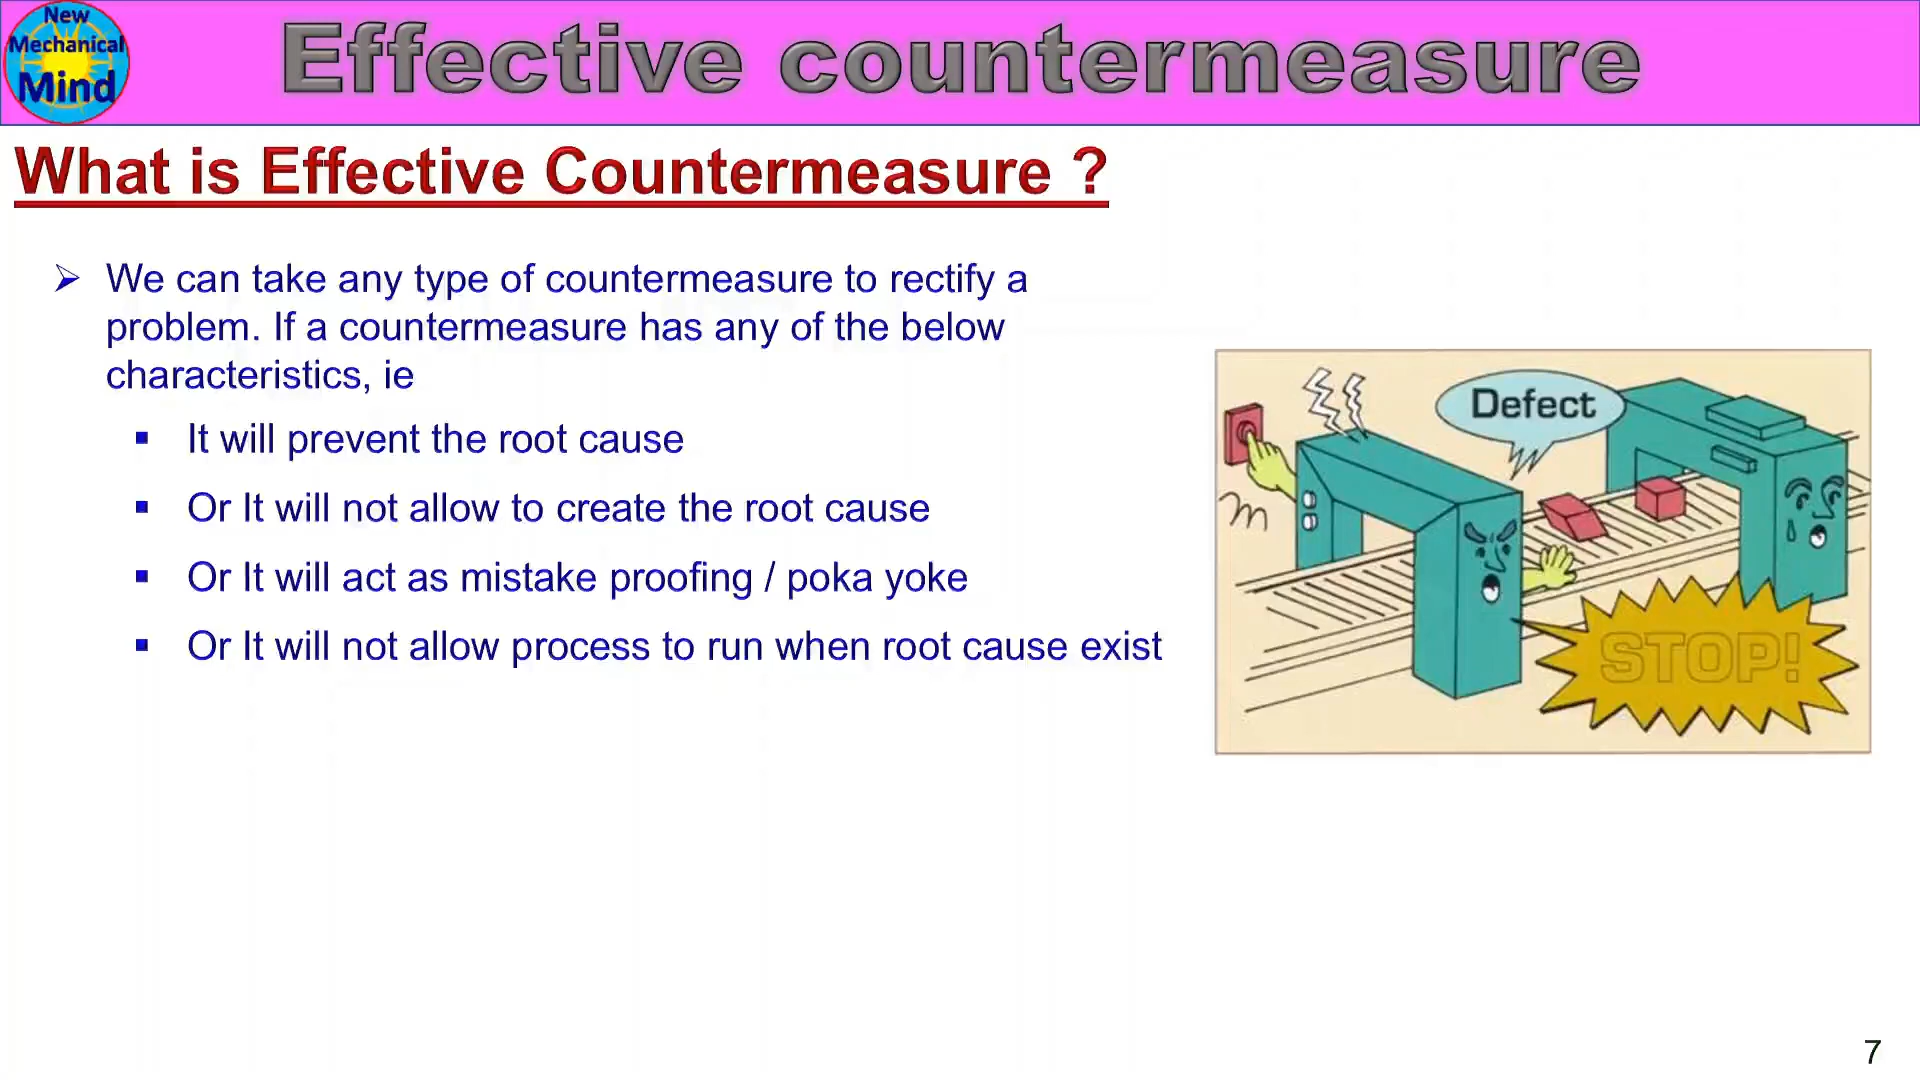 New
Mechanical
Mind
Effective countermeasure
What is Effective Countermeasure ?
➢ We can take any type of countermeasure to rectify a
problem. If a countermeasure has any of the below
characteristics, ie
▪ It will prevent the root cause
▪ Or It will not allow to create the root cause
▪ Or It will act as mistake proofing / poka yoke
▪ Or It will not allow process to run when root cause exist
Defect
STOP!
7